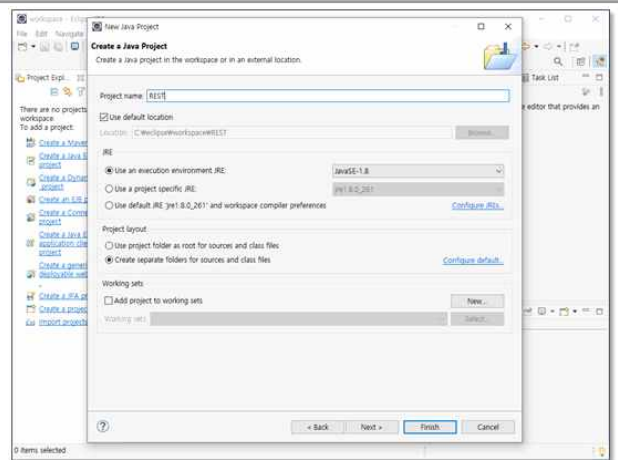 workspace - Eclip
New Java Project
File Edit Navigate
Create a Java Project
Create a Java project in the workspace or in an external location.
Project Expl...
Task List
There are no projects
workspace.
To add a project:
Create a Maven
Create a Java E
project
Create a Dynar
project
Create an EJB p
Create a Conne
project
Create a Java E
application clie
project
Create a generi
deployable web
Create a JPA pr
Create a project
Import projects
e editor that provides an
Project name: REST
Use default location
Location: C:₩eclipse₩workspace₩REST
Browse...
JRE
Use an execution environment JRE:
JavaSE-1.8
Use a project specific JRE:
jre1.8.0_261
Use default JRE 'jre1.8.0_261' and workspace compiler preferences
Configure JREs...
Project layout
Use project folder as root for sources and class files
Create separate folders for sources and class files
Configure default...
Working sets
Add project to working sets
New...
Working sets:
Select...
? < Back Next > Finish Cancel
0 items selected